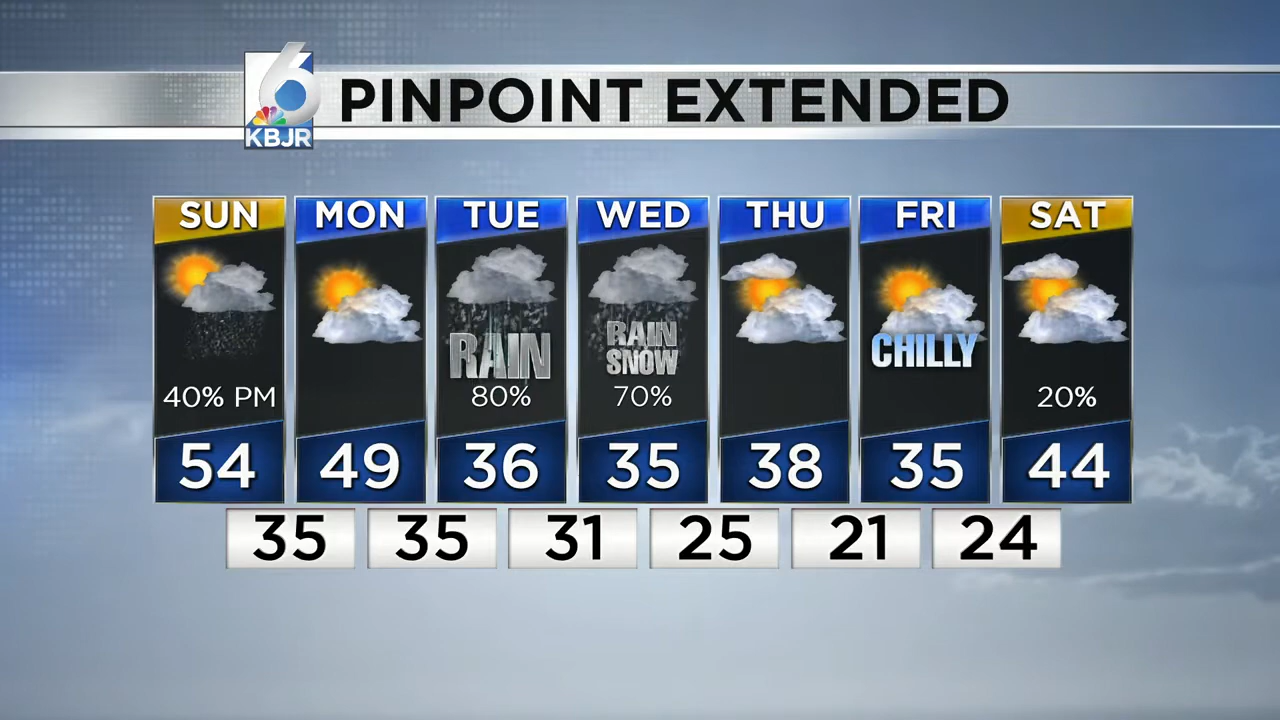 6
KBJR
PINPOINT EXTENDED
SUN MON TUE WED THU FRI SAT
RAIN
RAIN
SNOW
CHILLY
40% PM 80% 70% 20%
54 49 36 35 38 35 44
35 35 31 25 21 24